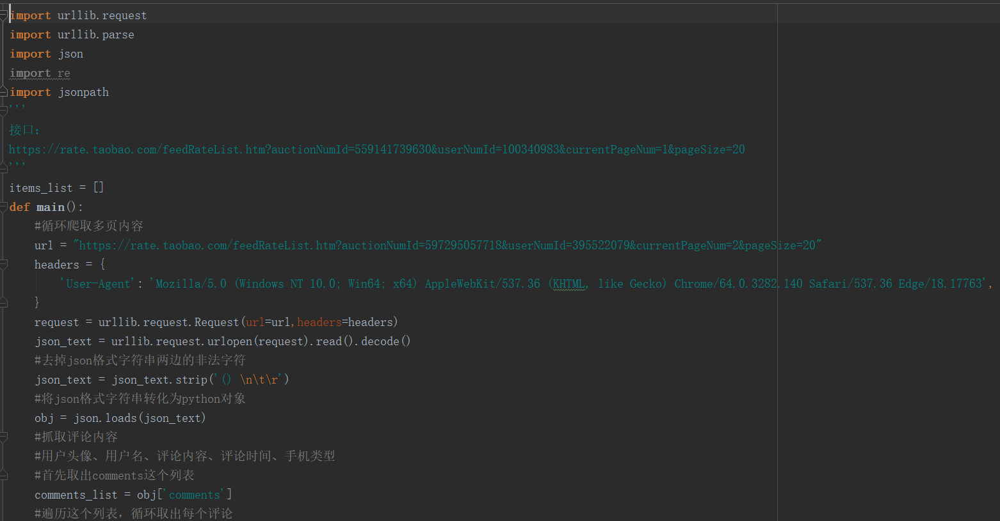 import urllib.request
import urllib.parse
import json
import re
import jsonpath
'''
接口:
https://rate.taobao.com/feedRateList.htm?auctionNumId=559141739630&userNumId=100340983&currentPageNum=1&pageSize=20
'''
items_list = []
def main():
    #循环爬取多页内容
    url = "https://rate.taobao.com/feedRateList.htm?auctionNumId=597295057718&userNumId=395522079&currentPageNum=2&pageSize=20"
    headers = {
        'User-Agent': 'Mozilla/5.0 (Windows NT 10.0; Win64; x64) AppleWebKit/537.36 (KHTML, like Gecko) Chrome/64.0.3282.140 Safari/537.36 Edge/18.17763',
    }
    request = urllib.request.Request(url=url,headers=headers)
    json_text = urllib.request.urlopen(request).read().decode()
    #去掉json格式字符串两边的非法字符
    json_text = json_text.strip('() \n\t\r')
    #将json格式字符串转化为python对象
    obj = json.loads(json_text)
    #抓取评论内容
    #用户头像、用户名、评论内容、评论时间、手机类型
    #首先取出comments这个列表
    comments_list = obj['comments']
    #遍历这个列表，循环取出每个评论